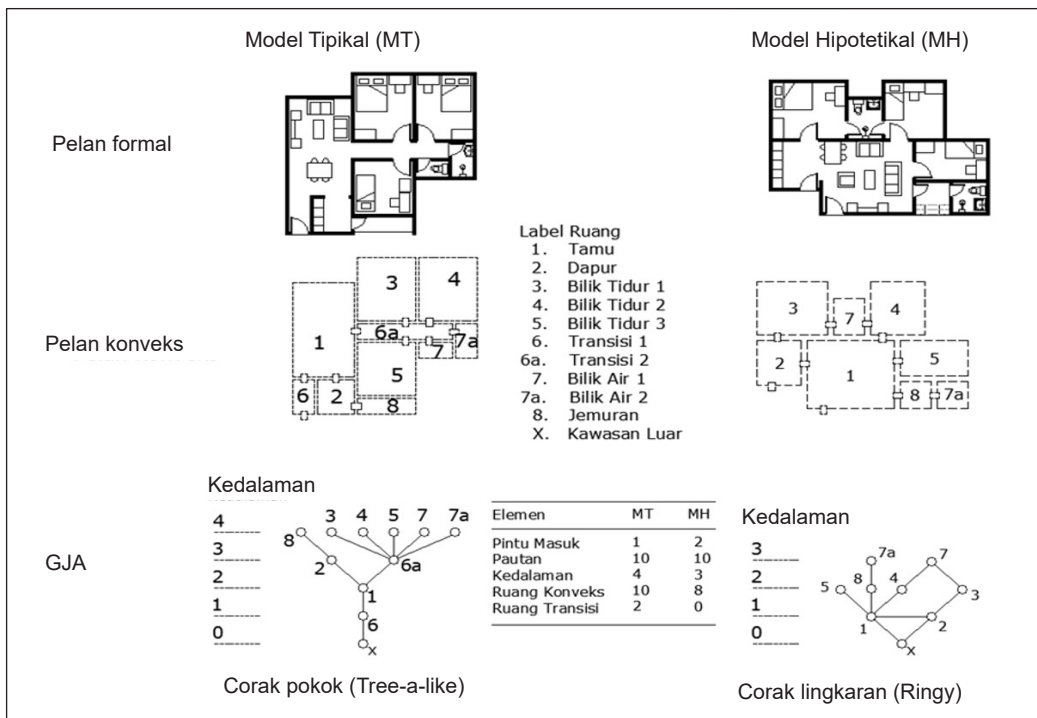 Model Tipikal (MT)
Model Hipotetikal (MH)
Pelan formal
Label Ruang
1. Tamu
2. Dapur
3. Bilik Tidur 1
4. Bilik Tidur 2
5. Bilik Tidur 3
6. Transisi 1
6a. Transisi 2
7. Bilik Air 1
7a. Bilik Air 2
8. Jemuran
X. Kawasan Luar
Pelan konveks
3
4
1
6a
7
7a
5
6
2
8
3
7
4
2
1
5
8
7a
GJA
Kedalaman
4
3
2
1
0
8
3
4
5
7
7a
2
6a
1
6
x
Elemen MT MH
Pintu Masuk 1 2
Pautan 10 10
Kedalaman 4 3
Ruang Konveks 10 8
Ruang Transisi 2 0
Kedalaman
3
2
1
0
7a
7
5
8
4
3
1
2
x
Corak pokok (Tree-a-like)
Corak lingkaran (Ringy)